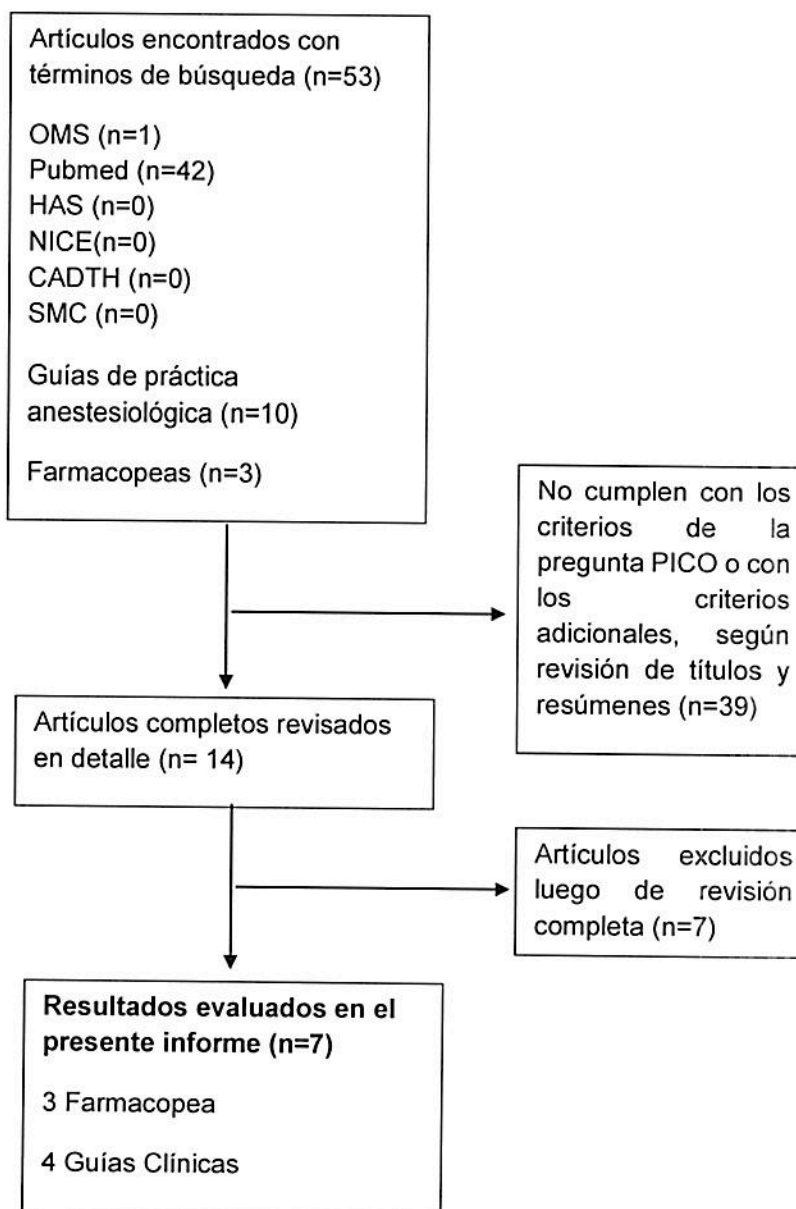 Artículos encontrados con
términos de búsqueda (n=53)
OMS (n=1)
Pubmed (n=42)
HAS (n=0)
NICE(n=0)
CADTH (n=0)
SMC (n=0)
Guías de práctica
anestesiológica (n=10)
Farmacopeas (n=3)
No cumplen con los
criterios de la
pregunta PICO o con
los criterios
adicionales, según
revisión de títulos y
resúmenes (n=39)
Artículos completos revisados
en detalle (n= 14)
Artículos excluidos
luego de revisión
completa (n=7)
Resultados evaluados en el
presente informe (n=7)
3 Farmacopea
4 Guías Clínicas